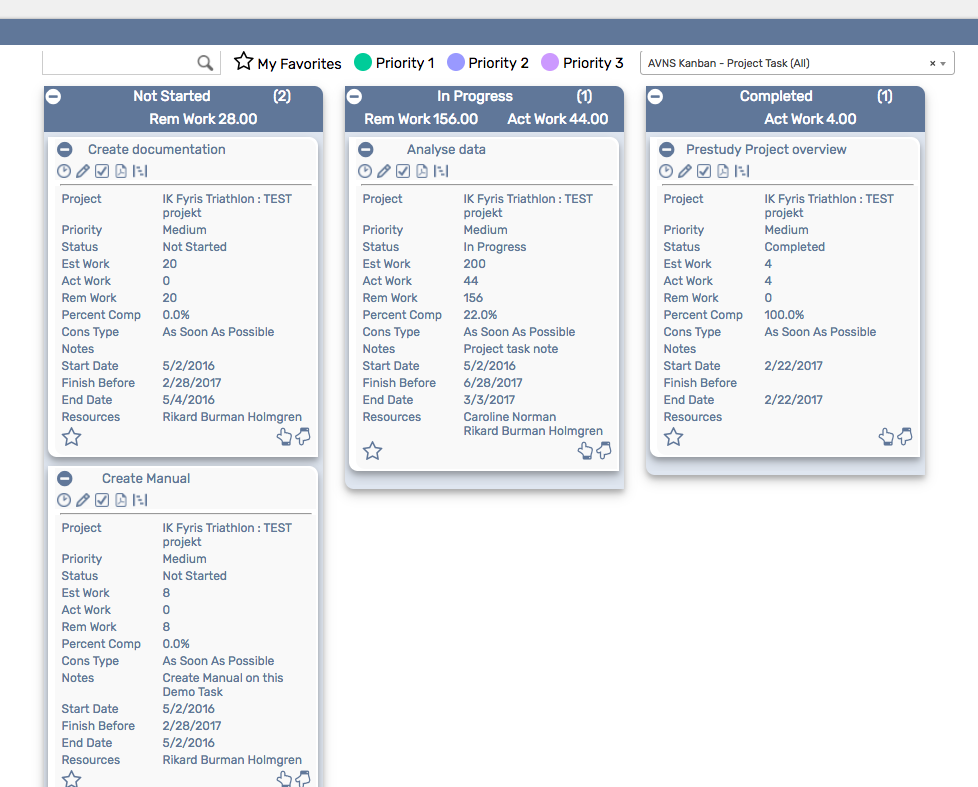 My Favorites Priority 1 Priority 2 Priority 3 AVNS Kanban - Project Task (All) ×
Not Started (2)
Rem Work 28.00
Create documentation
Project IK Fyris Triathlon : TEST
projekt
Priority Medium
Status Not Started
Est Work 20
Act Work 0
Rem Work 20
Percent Comp 0.0%
Cons Type As Soon As Possible
Notes
Start Date 5/2/2016
Finish Before 2/28/2017
End Date 5/4/2016
Resources Rikard Burman Holmgren
Create Manual
Project IK Fyris Triathlon : TEST
projekt
Priority Medium
Status Not Started
Est Work 8
Act Work 0
Rem Work 8
Percent Comp 0.0%
Cons Type As Soon As Possible
Notes Create Manual on this
Demo Task
Start Date 5/2/2016
Finish Before 2/28/2017
End Date 5/2/2016
Resources Rikard Burman Holmgren
In Progress (1)
Rem Work 156.00 Act Work 44.00
Analyse data
Project IK Fyris Triathlon : TEST
projekt
Priority Medium
Status In Progress
Est Work 200
Act Work 44
Rem Work 156
Percent Comp 22.0%
Cons Type As Soon As Possible
Notes Project task note
Start Date 5/2/2016
Finish Before 6/28/2017
End Date 3/3/2017
Resources Caroline Norman
Rikard Burman Holmgren
Completed (1)
Act Work 4.00
Prestudy Project overview
Project IK Fyris Triathlon : TEST
projekt
Priority Medium
Status Completed
Est Work 4
Act Work 4
Rem Work 0
Percent Comp 100.0%
Cons Type As Soon As Possible
Notes
Start Date 2/22/2017
Finish Before
End Date 2/22/2017
Resources